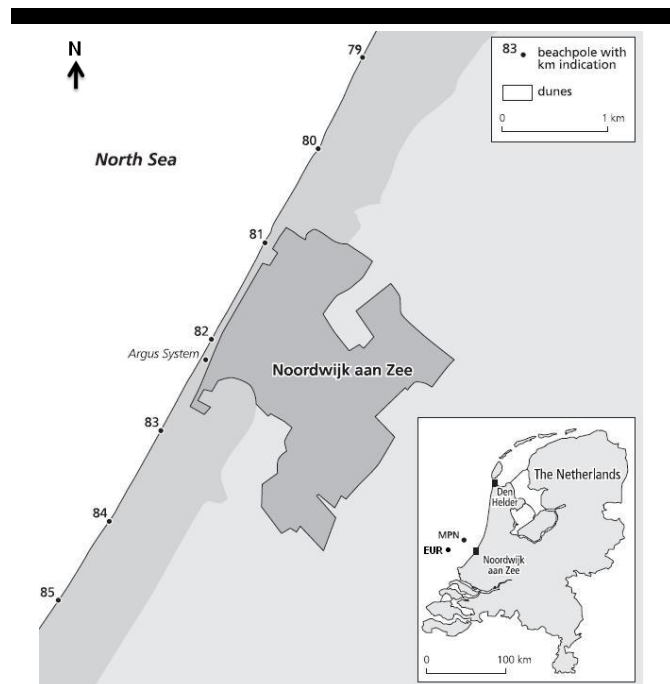 N
North Sea
79
80
81
82
Argus System
83
84
85
Noordwijk aan Zee
83 beachpole with
km indication
dunes
0 1 km
The Netherlands
Den
Helder
MPN
EUR
Noordwijk
aan Zee
0 100 km